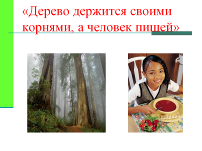 «Дерево держится своими
корнями, а человек пищей»